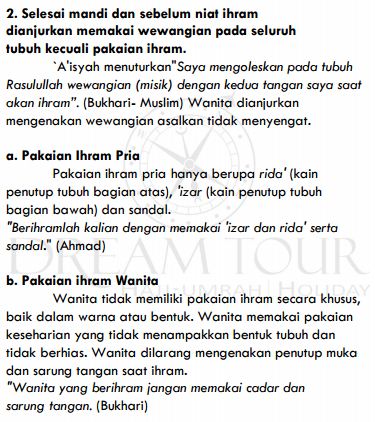 2. Selesai mandi dan sebelum niat ihram
dianjurkan memakai wewangian pada seluruh
tubuh kecuali pakaian ihram.
`A'isyah menuturkan"Saya mengoleskan pada tubuh
Rasulullah wewangian (misik) dengan kedua tangan saya saat
akan ihram". (Bukhari- Muslim) Wanita dianjurkan
mengenakan wewangian asalkan tidak menyengat.
a. Pakaian Ihram Pria
Pakaian ihram pria hanya berupa rida' (kain
penutup tubuh bagian atas), 'izar (kain penutup tubuh
bagian bawah) dan sandal.
"Berihramlah kalian dengan memakai 'izar dan rida' serta
sandal." (Ahmad)
DREAM TOUR
HAJI-UMRAH | HOLIDAY
b. Pakaian ihram Wanita
Wanita tidak memiliki pakaian ihram secara khusus,
baik dalam warna atau bentuk. Wanita memakai pakaian
keseharian yang tidak menampakkan bentuk tubuh dan
tidak berhias. Wanita dilarang mengenakan penutup muka
dan sarung tangan saat ihram.
"Wanita yang berihram jangan memakai cadar dan
sarung tangan. (Bukhari)